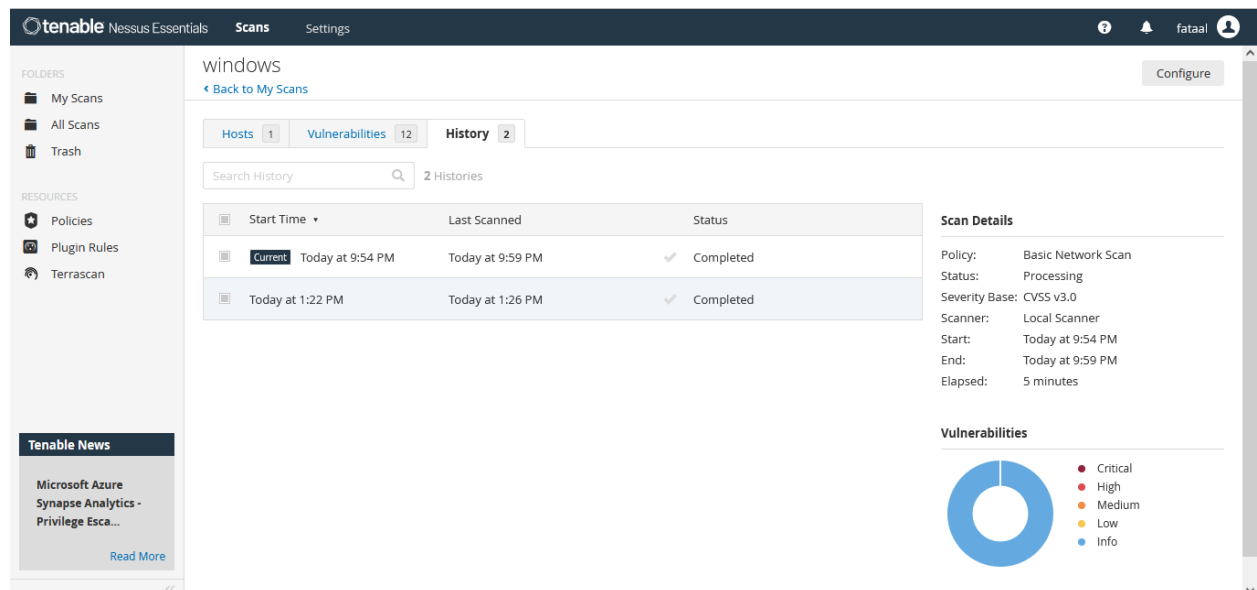 tenable Nessus Essentials Scans Settings fataal
FOLDERS
My Scans
All Scans
Trash
RESOURCES
Policies
Plugin Rules
Terrascan
Tenable News
Microsoft Azure
Synapse Analytics -
Privilege Esca...
Read More
windows
Back to My Scans
Configure
Hosts 1 Vulnerabilities 12 History 2
Search History 2 Histories
Start Time Last Scanned Status
Current Today at 9:54 PM Today at 9:59 PM Completed
Today at 1:22 PM Today at 1:26 PM Completed
Scan Details
Policy: Basic Network Scan
Status: Processing
Severity Base: CVSS v3.0
Scanner: Local Scanner
Start: Today at 9:54 PM
End: Today at 9:59 PM
Elapsed: 5 minutes
Vulnerabilities
Critical
High
Medium
Low
Info